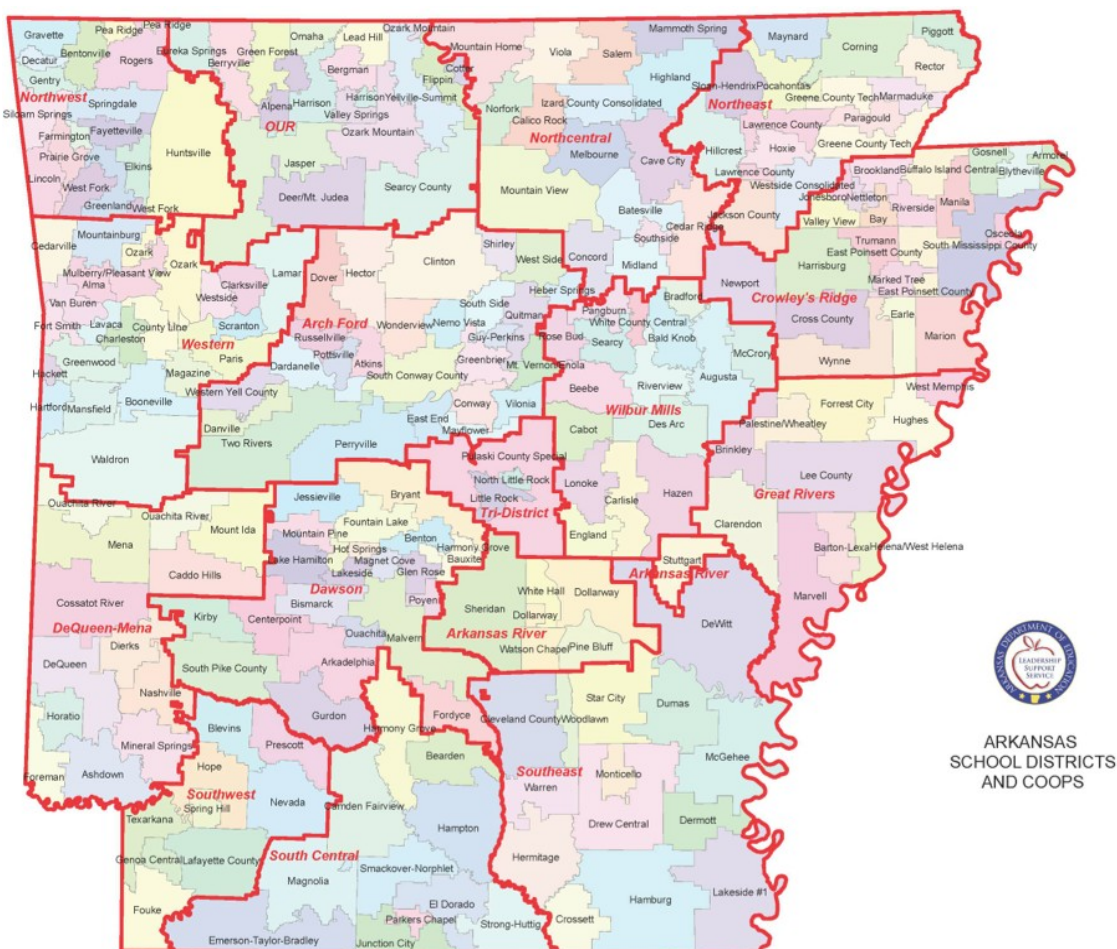 Gravette
Pea Ridge
Pea Ridge
Bentonville
Decatur
Rogers
Gentry
Northwest
Springdale
Siloam Springs
Farmington
Fayetteville
Prairie Grove
Elkins
Huntsville
Lincoln
West Fork
Greenland
West Fork
Eureka Springs
Berryville
Green Forest
Omaha
Lead Hill
Ozark Mountain
Bergman
Cotter
Flippin
Alpena
Harrison
Harrison
Yellville-Summit
Valley Springs
OUR
Ozark Mountain
Jasper
Deer/Mt. Judea
Searcy County
Mountain Home
Viola
Salem
Mammoth Spring
Highland
Norfork
Izard County Consolidated
Calico Rock
Northcentral
Melbourne
Cave City
Mountain View
Batesville
Cedar Ridge
Southside
Concord
Midland
Maynard
Corning
Piggott
Rector
Sloan-Hendrix
Pocahontas
Northeast
Greene County Tech
Marmaduke
Paragould
Lawrence County
Hoxie
Greene County Tech
Hillcrest
Lawrence County
Westside Consolidated
Jackson County
Brookland
Buffalo Island Central
Gosnell
Armorel
Blytheville
Jonesboro
Nettleton
Riverside
Manila
Valley View
Bay
Osceola
Trumann
South Mississippi County
East Poinsett County
Harrisburg
Marked Tree
East Poinsett County
Newport
Crowley's Ridge
Cross County
Earle
Marion
Wynne
Cedarville
Mountainburg
Ozark
Ozark
Mulberry/Pleasant View
Alma
Lamar
Clarksville
Westside
Van Buren
Fort Smith
Lavaca
County Line
Scranton
Charleston
Western
Greenwood
Paris
Hackett
Magazine
Western Yell County
Hartford
Mansfield
Booneville
Waldron
Dover
Hector
Clinton
Shirley
West Side
Heber Springs
South Side
Quitman
Arch Ford
Wonderview
Nemo Vista
Russellville
Guy-Perkins
Pottsville
Atkins
Greenbrier
Dardanelle
Mt. Vernon/Enola
South Conway County
Conway
Vilonia
East End
Mayflower
Danville
Two Rivers
Perryville
Bradford
Pangburn
White County Central
Rose Bud
Searcy
Bald Knob
McCrory
Augusta
Beebe
Riverview
Wilbur Mills
Des Arc
Cabot
Lonoke
Carlisle
Hazen
England
Pulaski County Special
North Little Rock
Little Rock
Tri-District
West Memphis
Forrest City
Palestine/Wheatley
Hughes
Brinkley
Lee County
Great Rivers
Clarendon
Barton-Lexa
Helena/West Helena
Marvell
Ouachita River
Ouachita River
Mount Ida
Mena
Caddo Hills
Cossatot River
DeQueen-Mena
Dierks
DeQueen
Nashville
Horatio
Mineral Springs
Foreman
Ashdown
Jessieville
Bryant
Fountain Lake
Mountain Pine
Benton
Hot Springs
Harmony Grove
Bauxite
Lake Hamilton
Magnet Cove
Lakeside
Glen Rose
Dawson
Bismarck
Poyen
Kirby
Centerpoint
Ouachita
Malvern
South Pike County
Arkadelphia
Gurdon
Stuttgart
Arkansas River
Sheridan
White Hall
Dollarway
Dollarway
Arkansas River
Watson Chapel
Pine Bluff
DeWitt
Blevins
Prescott
Hope
Southwest
Nevada
Spring Hill
Texarkana
Genoa Central
Lafayette County
Fouke
Harmony Grove
Fordyce
Bearden
Camden Fairview
Hampton
South Central
Smackover-Norphlet
Magnolia
El Dorado
Parkers Chapel
Strong-Huttig
Emerson-Taylor-Bradley
Junction City
Star City
Dumas
Cleveland County
Woodlawn
McGehee
Southeast
Monticello
Warren
Drew Central
Dermott
Hermitage
Lakeside #1
Hamburg
Crossett
ARKANSAS DEPARTMENT OF EDUCATION
LEADERSHIP
SUPPORT
SERVICE
ARKANSAS
SCHOOL DISTRICTS
AND COOPS